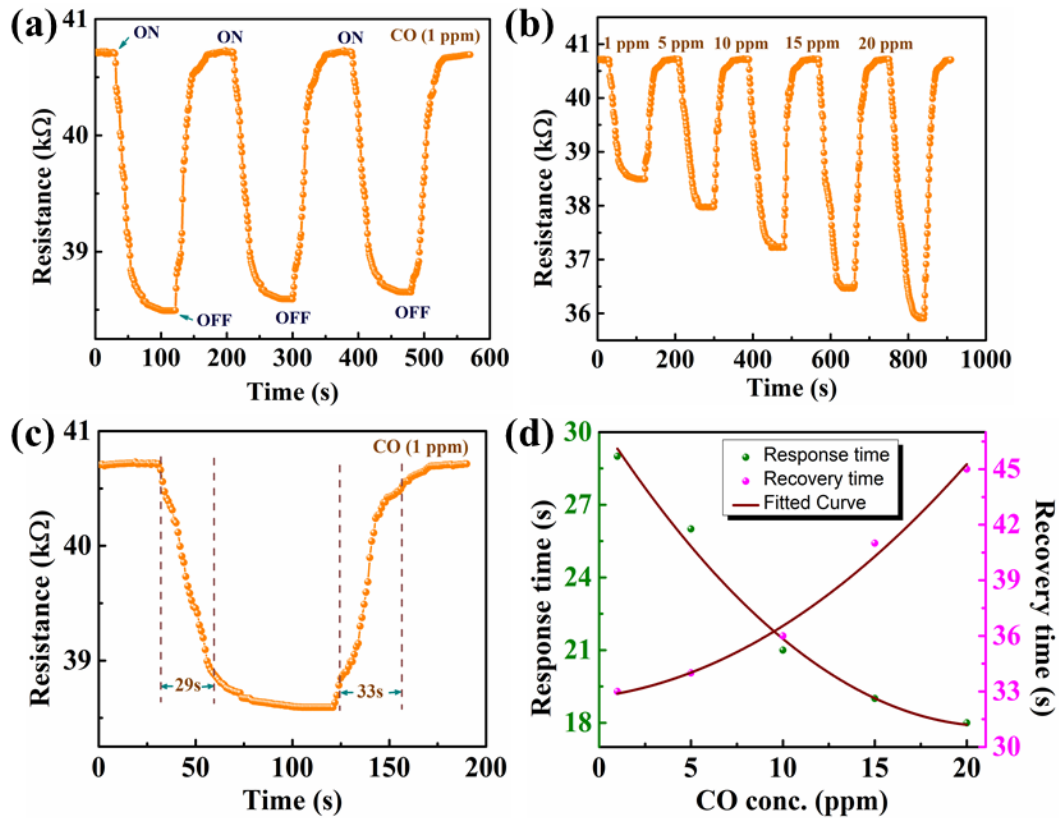 (a)
41
40
38
Resistance (kΩ)
ON
ON
ON
CO (1 ppm)
OFF
OFF
OFF
0 100 200 300 400 500 600
Time (s)
(b)
41
40
38
37
36
Resistance (kΩ)
1 ppm 5 ppm 10 ppm 15 ppm 20 ppm
0 200 400 600 800 1000
Time (s)
(c)
41
40
39
Resistance (kΩ)
CO (1 ppm)
29s
33s
0 50 100 150 200
Time (s)
(d)
30
27
24
21
18
Response time (s)
Response time
Recovery time
Fitted Curve
45
42
39
36
33
30
Recovery time (s)
0 5 10 15 20
CO conc. (ppm)